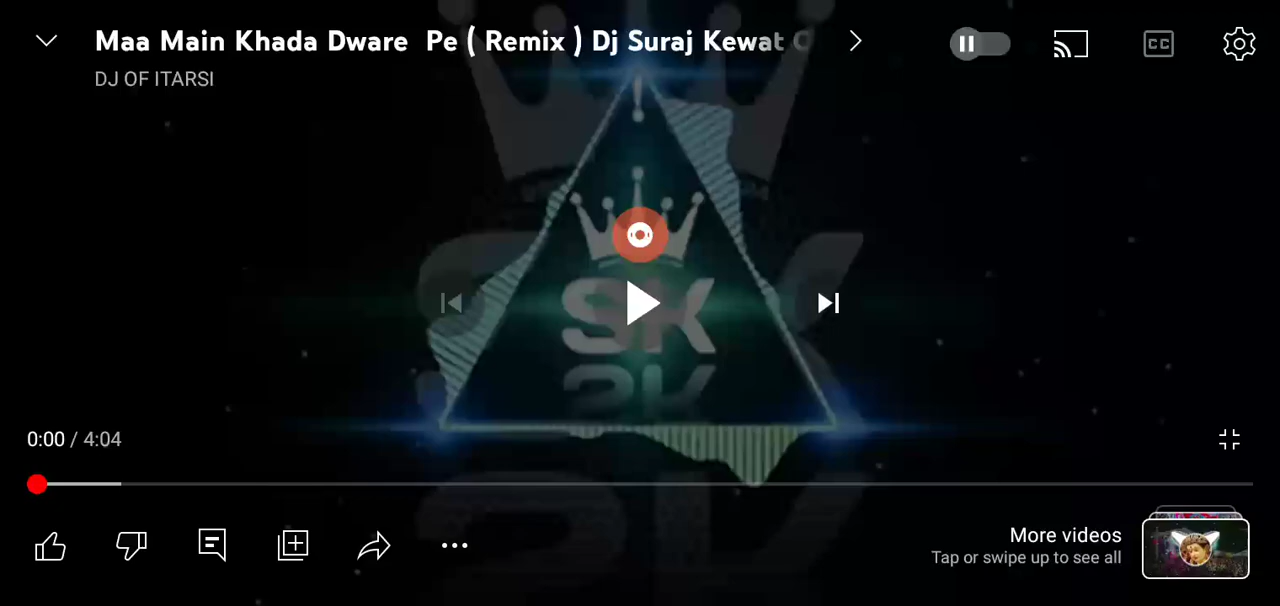 Maa Main Khada Dware Pe ( Remix ) Dj Suraj Kewat
DJ OF ITARSI
CC
SK
0:00 / 4:04
More videos
Tap or swipe up to see all